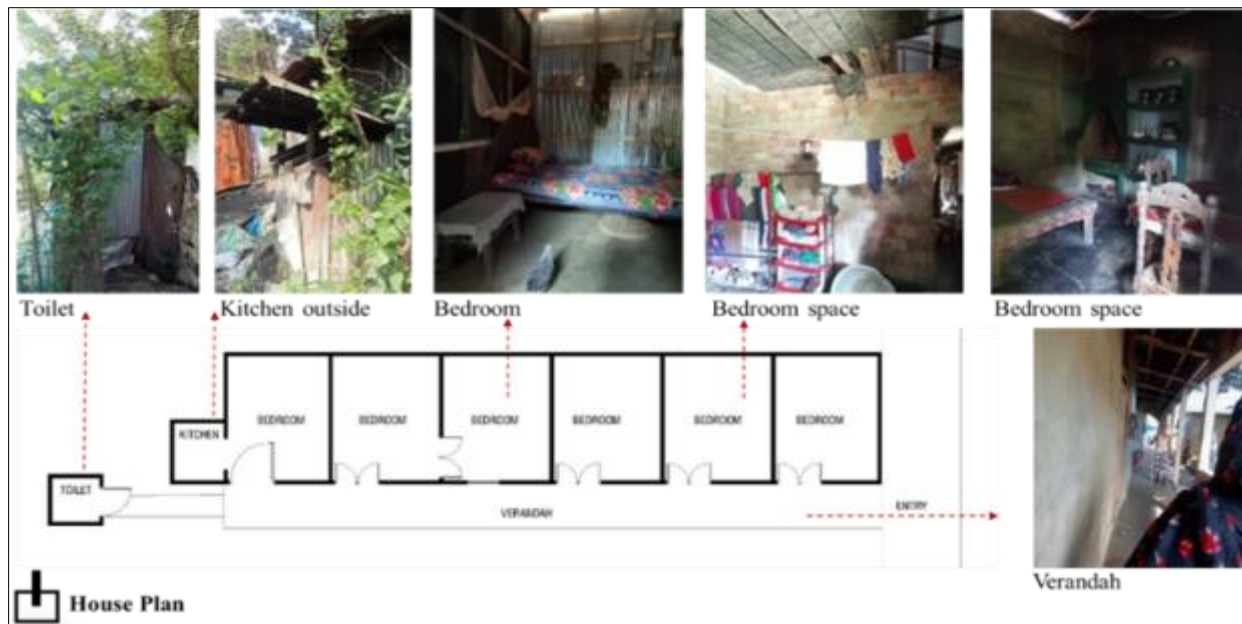 Toilet
Kitchen outside
Bedroom
Bedroom space
Bedroom space
BEDROOM
BEDROOM
BEDROOM
BEDROOM
BEDROOM
BEDROOM
KITCHEN
TOILET
VERANDAH
ENTRY
Verandah
House Plan